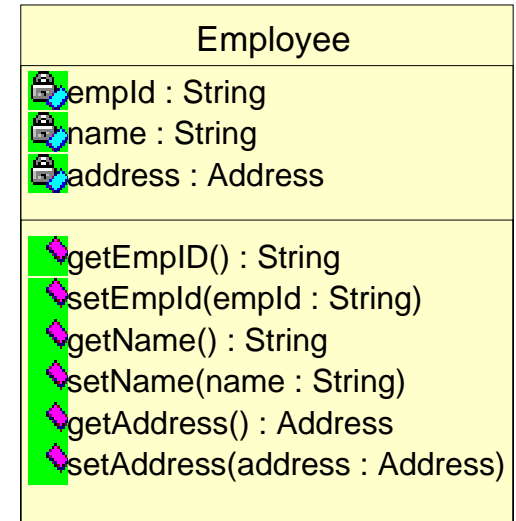 Employee
empId : String
name : String
address : Address
getEmpID() : String
setEmpId(empId : String)
getName() : String
setName(name : String)
getAddress() : Address
setAddress(address : Address)